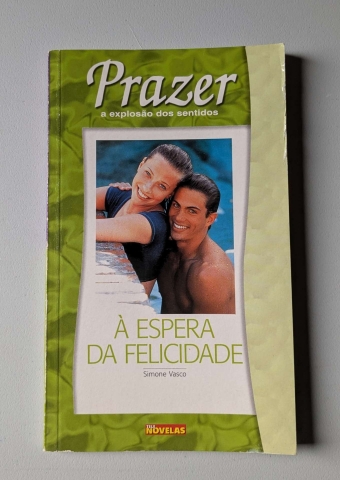 Prazer
a explosão dos sentidos
À ESPERA
DA FELICIDADE
Simone Vasco
NOVELAS